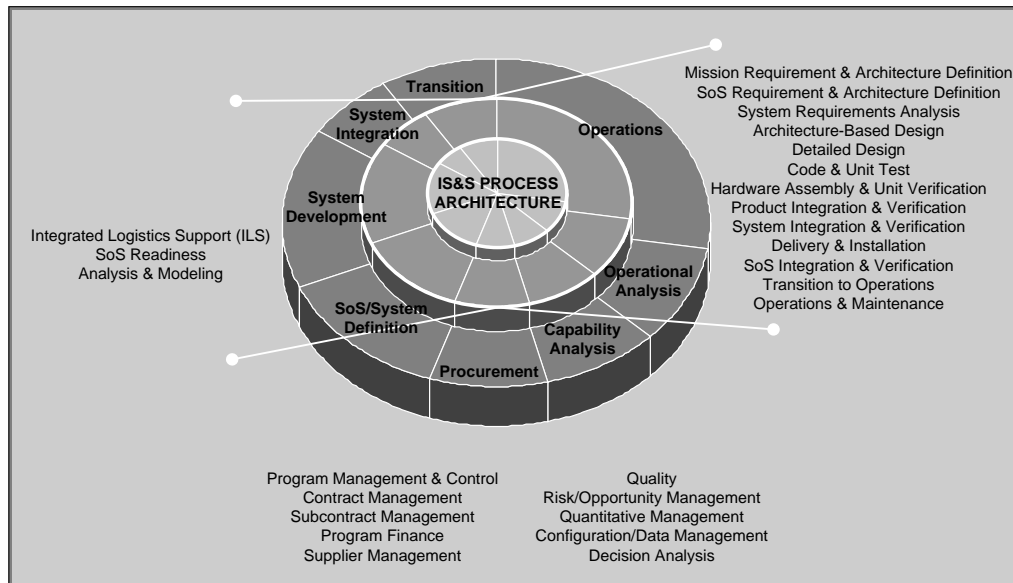 Transition
Operations
System
Integration
IS&S PROCESS
ARCHITECTURE
System
Development
Operational
Analysis
SoS/System
Definition
Capability
Analysis
Procurement
Mission Requirement & Architecture Definition
SoS Requirement & Architecture Definition
System Requirements Analysis
Architecture-Based Design
Detailed Design
Code & Unit Test
Hardware Assembly & Unit Verification
Product Integration & Verification
System Integration & Verification
Delivery & Installation
SoS Integration & Verification
Transition to Operations
Operations & Maintenance
Integrated Logistics Support (ILS)
SoS Readiness
Analysis & Modeling
Program Management & Control
Contract Management
Subcontract Management
Program Finance
Supplier Management
Quality
Risk/Opportunity Management
Quantitative Management
Configuration/Data Management
Decision Analysis